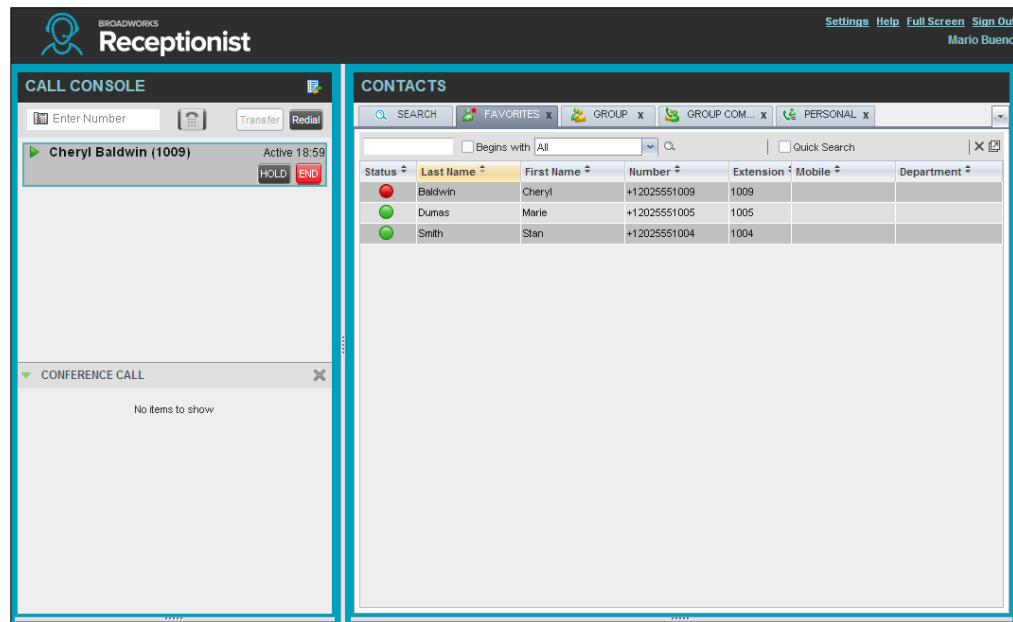 BROADWORKS
Receptionist
Settings Help Full Screen Sign Out
Mario Bueno
CALL CONSOLE
Enter Number Transfer Redial
Cheryl Baldwin (1009) Active 18:59
HOLD END
CONFERENCE CALL
No items to show
CONTACTS
SEARCH FAVORITES x GROUP x GROUP COM... x PERSONAL x
Begins with All Quick Search
Status Last Name First Name Number Extension Mobile Department
Baldwin Cheryl +12025551009 1009
Dumas Marie +12025551005 1005
Smith Stan +12025551004 1004